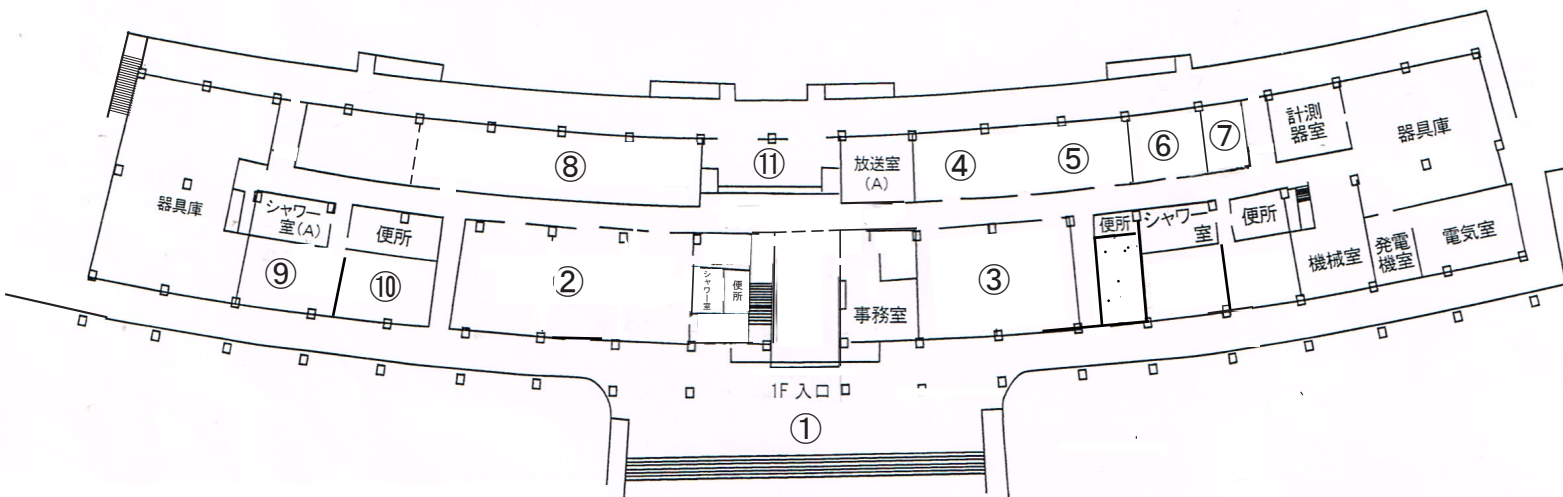 計測
器室
器具庫
⑦
⑥
⑤
④
放送室
(A)
⑪
⑧
器具庫
シャワー
室(A)
便所
⑨
⑩
②
シャワー室
便所
事務室
③
便所
シャワー
室
便所
機械室
発電
機室
電気室
1F 入口
①